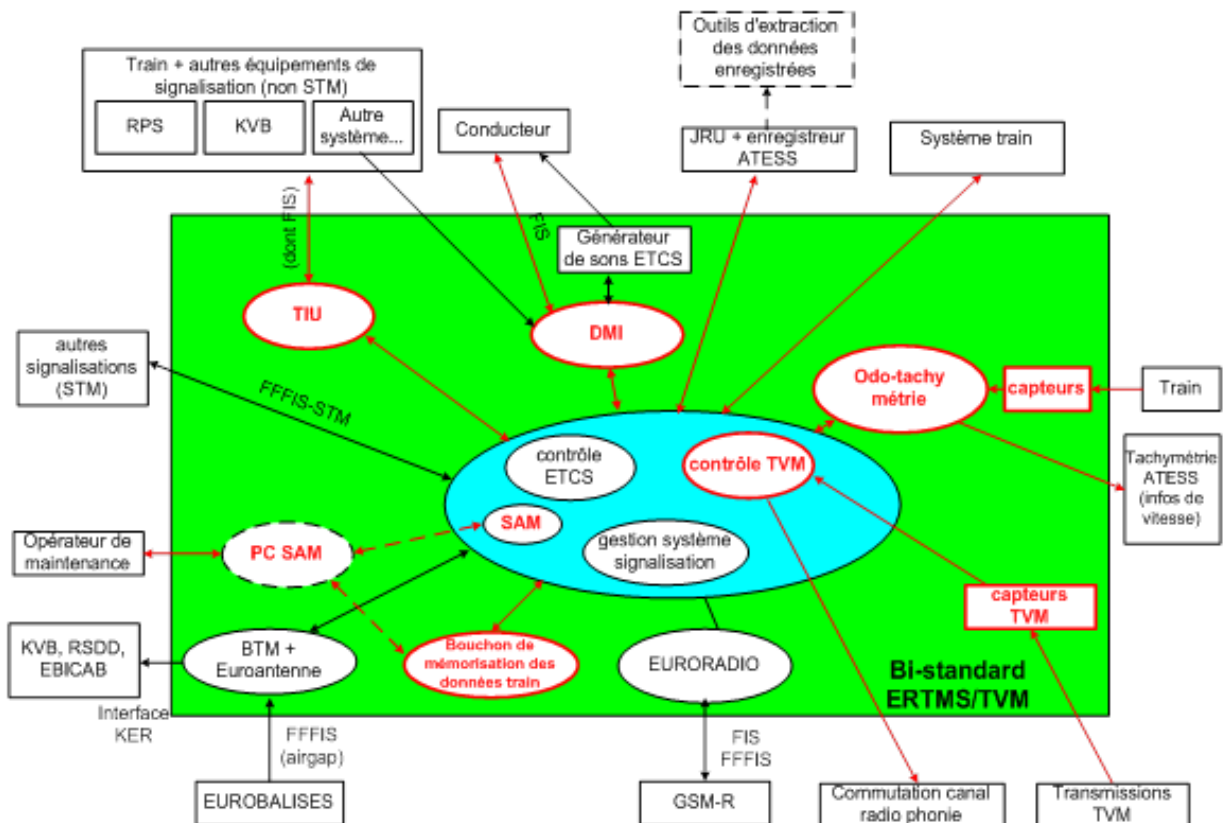 Outils d'extraction
des données
enregistrées
Train + autres équipements de
signalisation (non STM)
RPS
KVB
Autre
système...
Conducteur
JRU + enregistreur
ATESS
Système train
(dont FIS)
FIS
Générateur
de sons ETCS
TIU
DMI
autres
signalisations
(STM)
FFFIS-STM
Odo-tachy
métrie
capteurs
Train
contrôle
ETCS
contrôle TVM
Tachymétrie
ATESS
(infos de
vitesse)
SAM
gestion système
signalisation
Opérateur de
maintenance
PC SAM
capteurs
TVM
KVB, RSDD,
EBICAB
BTM +
Euroantenne
Bouchon de
mémorisation des
données train
EURORADIO
Bi-standard
ERTMS/TVM
Interface
KER
FFFIS
(airgap)
FIS
FFFIS
EUROBALISES
GSM-R
Commutation canal
radio phonie
Transmissions
TVM